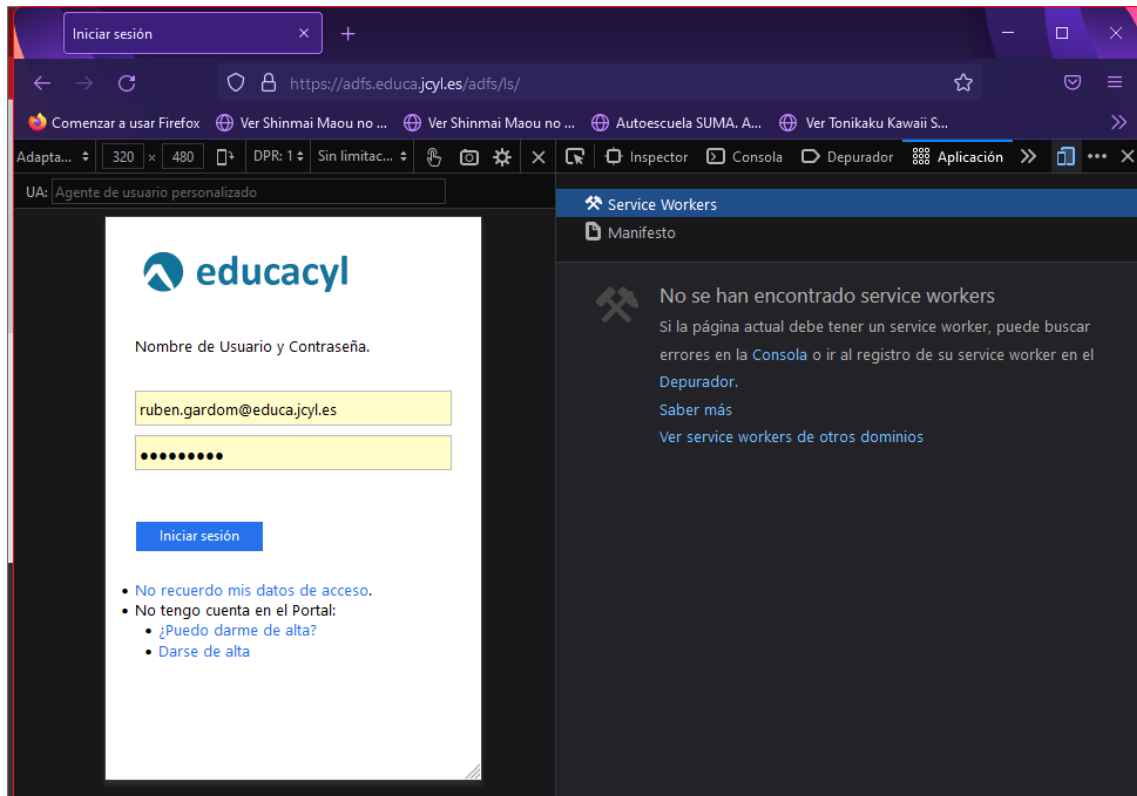 Iniciar sesión
https://adfs.educa.jcyl.es/adfs/ls/
Comenzar a usar Firefox Ver Shinmai Maou no ... Ver Shinmai Maou no ... Autoescuela SUMA. A... Ver Tonikaku Kawaii S...
Adapta... 320 × 480 DPR: 1 Sin limitac... Inspector Consola Depurador Aplicación
UA: Agente de usuario personalizado
Service Workers
Manifesto
educacyl
Nombre de Usuario y Contraseña.
ruben.gardom@educa.jcyl.es
•••••••••
Iniciar sesión
No recuerdo mis datos de acceso.
No tengo cuenta en el Portal:
¿Puedo darme de alta?
Darse de alta
No se han encontrado service workers
Si la página actual debe tener un service worker, puede buscar
errores en la Consola o ir al registro de su service worker en el
Depurador.
Saber más
Ver service workers de otros dominios